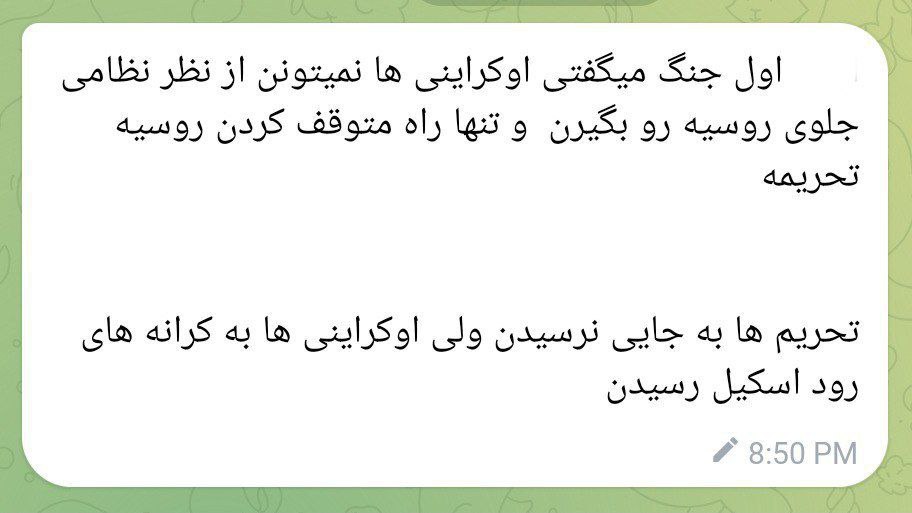 اول جنگ میگفتی اوکراینی ها نمیتونن از نظر نظامی
جلوی روسیه رو بگیرن و تنها راه متوقف کردن روسیه
تحریمه
تحریم ها به جایی نرسیدن ولی اوکراینی ها به کرانه های
رود اسکیل رسیدن
8:50 PM